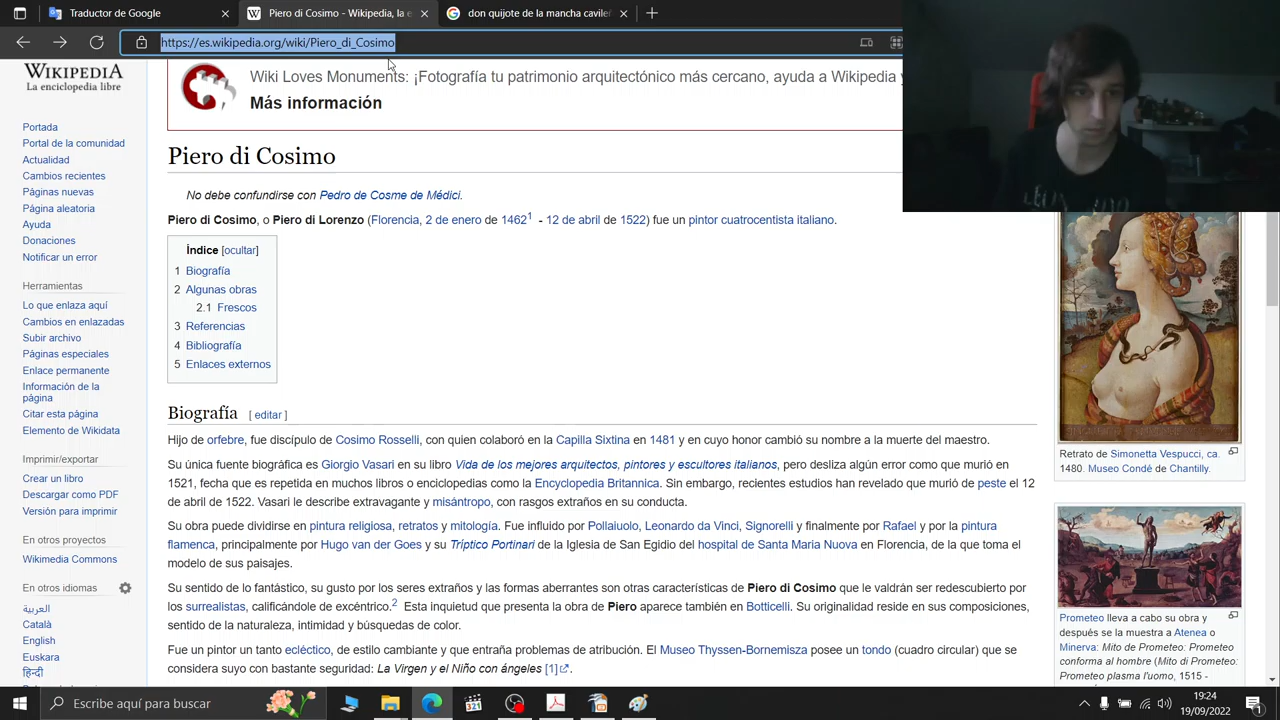 Traductor de Google
Piero di Cosimo - Wikipedia, la e
don quijote de la mancha cavile
https://es.wikipedia.org/wiki/Piero_di_Cosimo
WIKIPEDIA
La enciclopedia libre
Portada
Portal de la comunidad
Actualidad
Cambios recientes
Páginas nuevas
Página aleatoria
Ayuda
Donaciones
Notificar un error
Herramientas
Lo que enlaza aquí
Cambios en enlazadas
Subir archivo
Páginas especiales
Enlace permanente
Información de la
página
Citar esta página
Elemento de Wikidata
Imprimir/exportar
Crear un libro
Descargar como PDF
Versión para imprimir
En otros proyectos
Wikimedia Commons
En otros idiomas
العربية
Català
English
Euskara
हिन्दी
Wiki Loves Monuments: ¡Fotografía tu patrimonio arquitectónico más cercano, ayuda a Wikipedia y
Más información
Piero di Cosimo
No debe confundirse con Pedro de Cosme de Médici.
Piero di Cosimo, o Piero di Lorenzo (Florencia, 2 de enero de 1462¹ - 12 de abril de 1522) fue un pintor cuatrocentista italiano.
Índice [ocultar]
1 Biografía
2 Algunas obras
2.1 Frescos
3 Referencias
4 Bibliografía
5 Enlaces externos
Biografía [ editar ]
Hijo de orfebre, fue discípulo de Cosimo Rosselli, con quien colaboró en la Capilla Sixtina en 1481 y en cuyo honor cambió su nombre a la muerte del maestro.
Su única fuente biográfica es Giorgio Vasari en su libro Vida de los mejores arquitectos, pintores y escultores italianos, pero desliza algún error como que murió en
1521, fecha que es repetida en muchos libros o enciclopedias como la Encyclopedia Britannica. Sin embargo, recientes estudios han revelado que murió de peste el 12
de abril de 1522. Vasari le describe extravagante y misántropo, con rasgos extraños en su conducta.
Su obra puede dividirse en pintura religiosa, retratos y mitología. Fue influido por Pollaiuolo, Leonardo da Vinci, Signorelli y finalmente por Rafael y por la pintura
flamenca, principalmente por Hugo van der Goes y su Tríptico Portinari de la Iglesia de San Egidio del hospital de Santa Maria Nuova en Florencia, de la que toma el
modelo de sus paisajes.
Su sentido de lo fantástico, su gusto por los seres extraños y las formas aberrantes son otras características de Piero di Cosimo que le valdrán ser redescubierto por
los surrealistas, calificándole de excéntrico.² Esta inquietud que presenta la obra de Piero aparece también en Botticelli. Su originalidad reside en sus composiciones,
sentido de la naturaleza, intimidad y búsquedas de color.
Fue un pintor un tanto ecléctico, de estilo cambiante y que entraña problemas de atribución. El Museo Thyssen-Bornemisza posee un tondo (cuadro circular) que se
considera suyo con bastante seguridad: La Virgen y el Niño con ángeles [1].
Retrato de Simonetta Vespucci, ca.
1480. Museo Condé de Chantilly.
Prometeo lleva a cabo su obra y
después se la muestra a Atenea o
Minerva: Mito de Prometeo: Prometeo
conforma al hombre (Mito di Prometeo:
Prometeo plasma l'uomo, 1515 -
Escribe aquí para buscar
321
19:24
19/09/2022
1